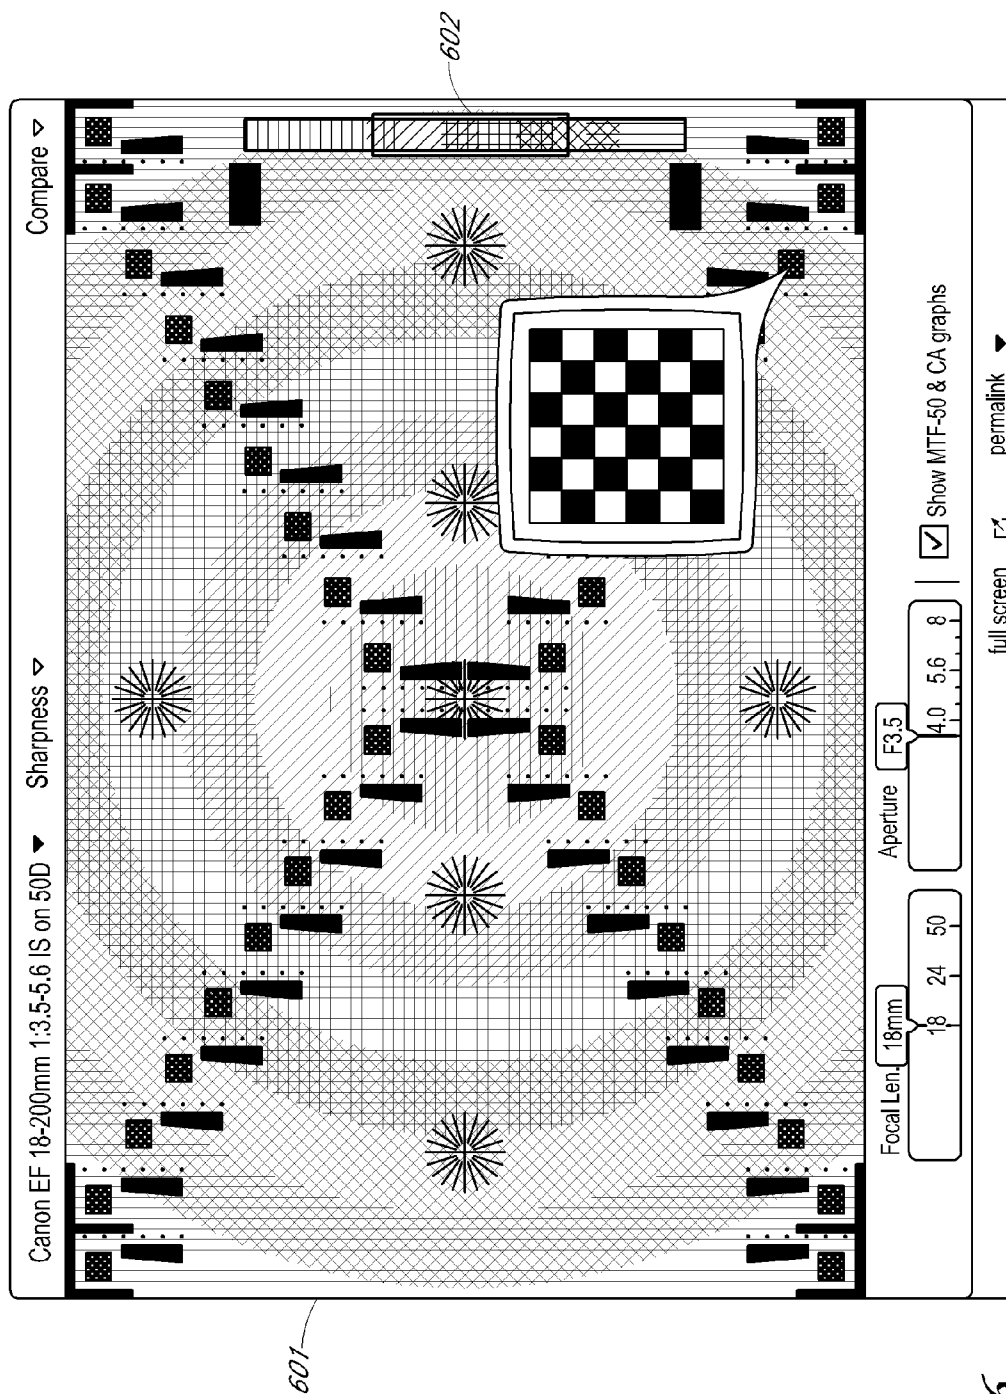 602
Canon EF 18-200mm 1:3.5-5.6 IS on 50D ▼ Sharpness ▽ Compare ▽
Focal Len. 18mm Aperture F3.5
18 24 50 4.0 5.6 8 Show MTF-50 & CA graphs
full screen permalink ▼
601